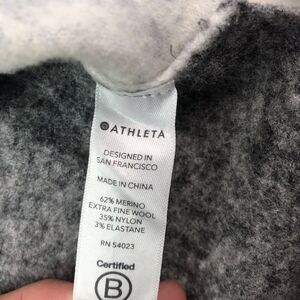 ATHLETA
DESIGNED IN
SAN FRANCISCO
MADE IN CHINA
62% MERINO
EXTRA FINE WOOL
35% NYLON
3% ELASTANE
RN 54023
Certified
B